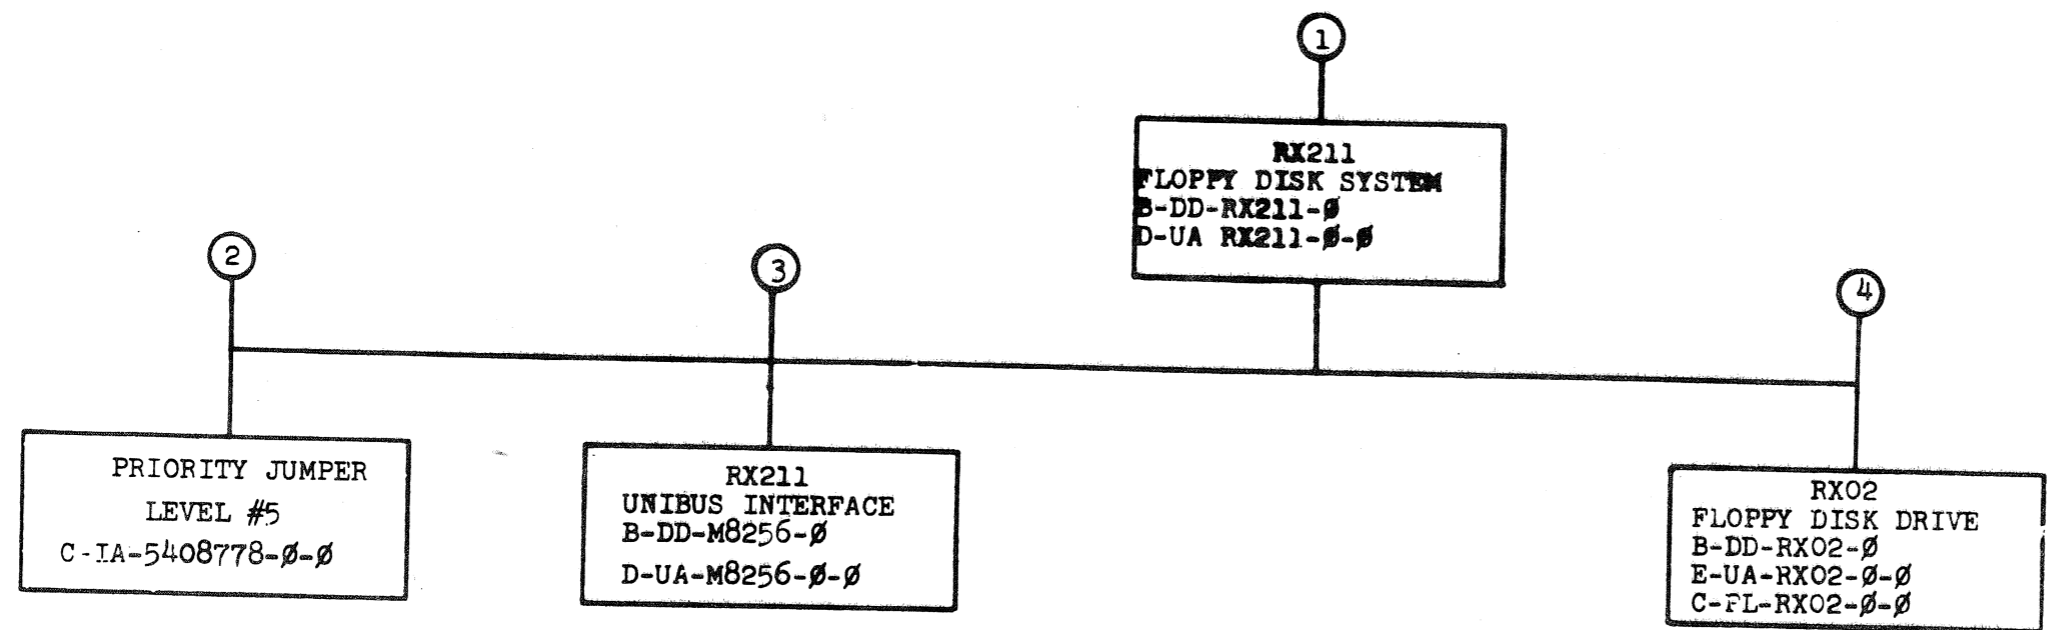 1
RX211
FLOPPY DISK SYSTEM
B-DD-RX211-Ø
D-UA RX211-Ø-Ø
2
3
4
PRIORITY JUMPER
LEVEL #5
C-IA-5408778-Ø-Ø
RX211
UNIBUS INTERFACE
B-DD-M8256-Ø
D-UA-M8256-Ø-Ø
RX02
FLOPPY DISK DRIVE
B-DD-RX02-Ø
E-UA-RX02-Ø-Ø
C-FL-RX02-Ø-Ø